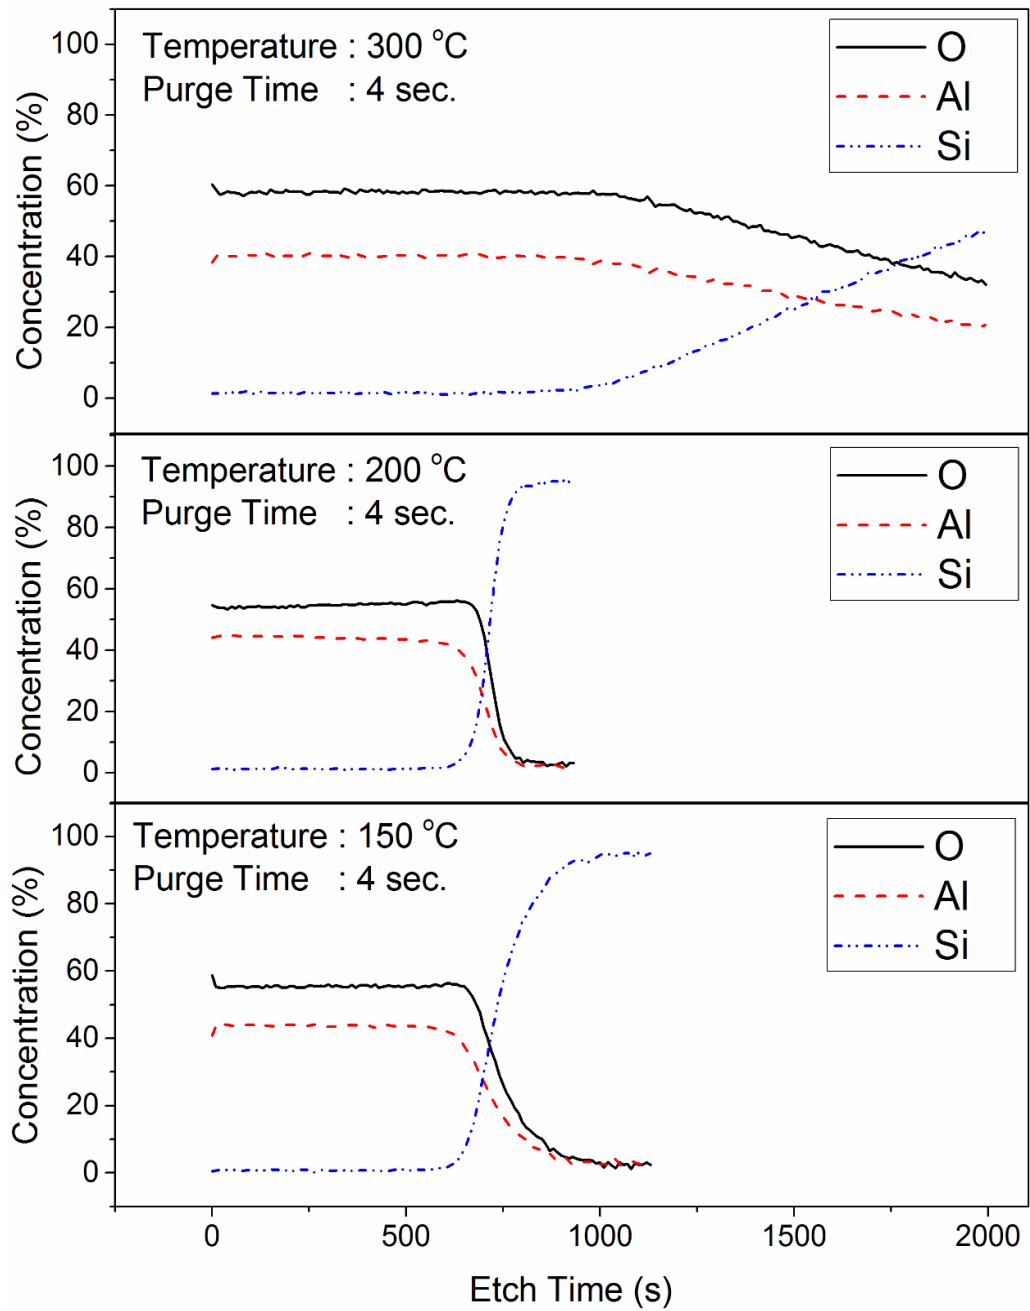 Temperature : 300 °C
Purge Time : 4 sec.
O
Al
Si
100
80
60
40
20
0
Concentration (%)
Temperature : 200 °C
Purge Time : 4 sec.
O
Al
Si
100
80
60
40
20
0
Concentration (%)
Temperature : 150 °C
Purge Time : 4 sec.
O
Al
Si
100
80
60
40
20
0
Concentration (%)
0 500 1000 1500 2000
Etch Time (s)